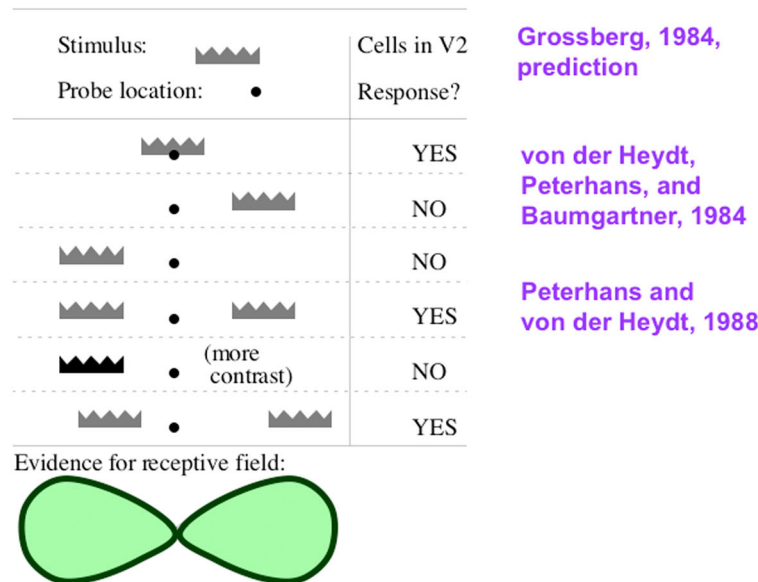 Stimulus: Cells in V2
Probe location: Response?
YES
NO
NO
YES
(more
contrast) NO
YES
Evidence for receptive field:
Grossberg, 1984,
prediction
von der Heydt,
Peterhans, and
Baumgartner, 1984
Peterhans and
von der Heydt, 1988